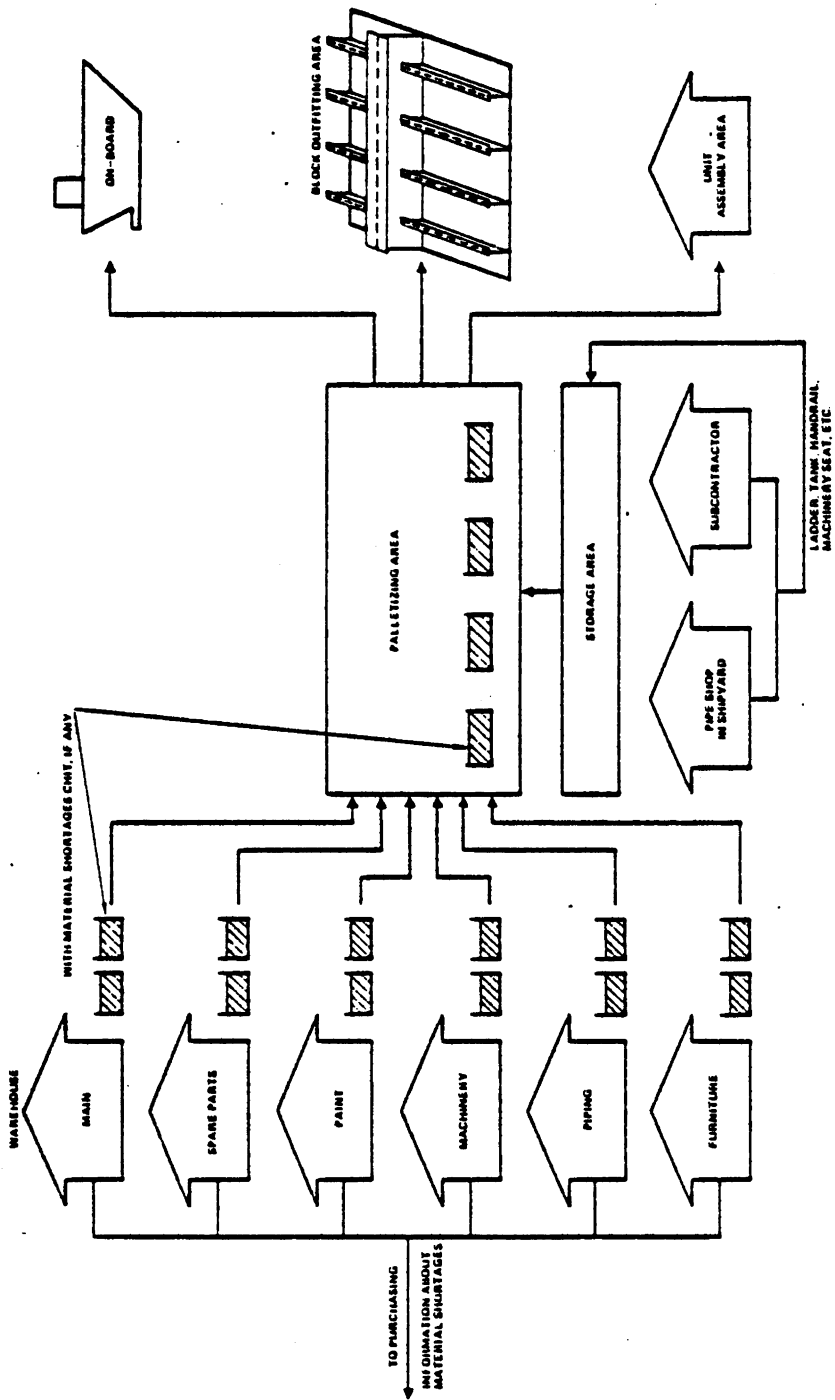 WAREHOUSE
MAIN
SPARE PARTS
PAINT
MACHINERY
PIPING
FURNITURE
TO PURCHASING
INFORMATION ABOUT
MATERIAL SHORTAGES
WITH MATERIAL SHORTAGES CHIT, IF ANY
PALLETIZING AREA
STORAGE AREA
PIPE SHOP
IN SHIPYARD
SUBCONTRACTOR
LADDER, TANK, HANDRAIL,
MACHINERY SEAT, ETC.
ON-BOARD
BLOCK OUTFITTING AREA
UNIT
ASSEMBLY AREA